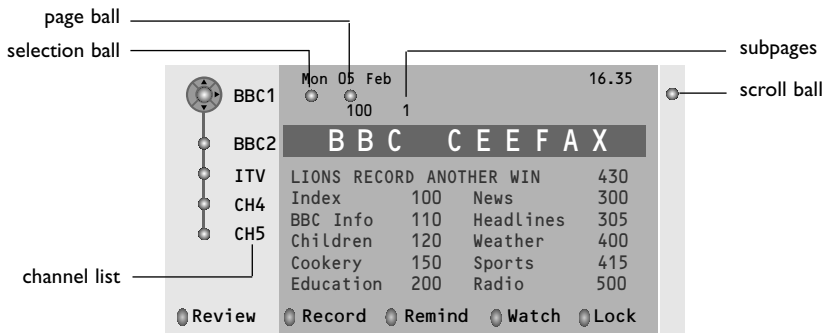 page ball
selection ball
subpages
scroll ball
channel list
Mon 05 Feb 16.35
BBC1
100 1
BBC2
BBC CEEFAX
ITV
CH4
CH5
LIONS RECORD ANOTHER WIN 430
Index 100 News 300
BBC Info 110 Headlines 305
Children 120 Weather 400
Cookery 150 Sports 415
Education 200 Radio 500
Review Record Remind Watch Lock